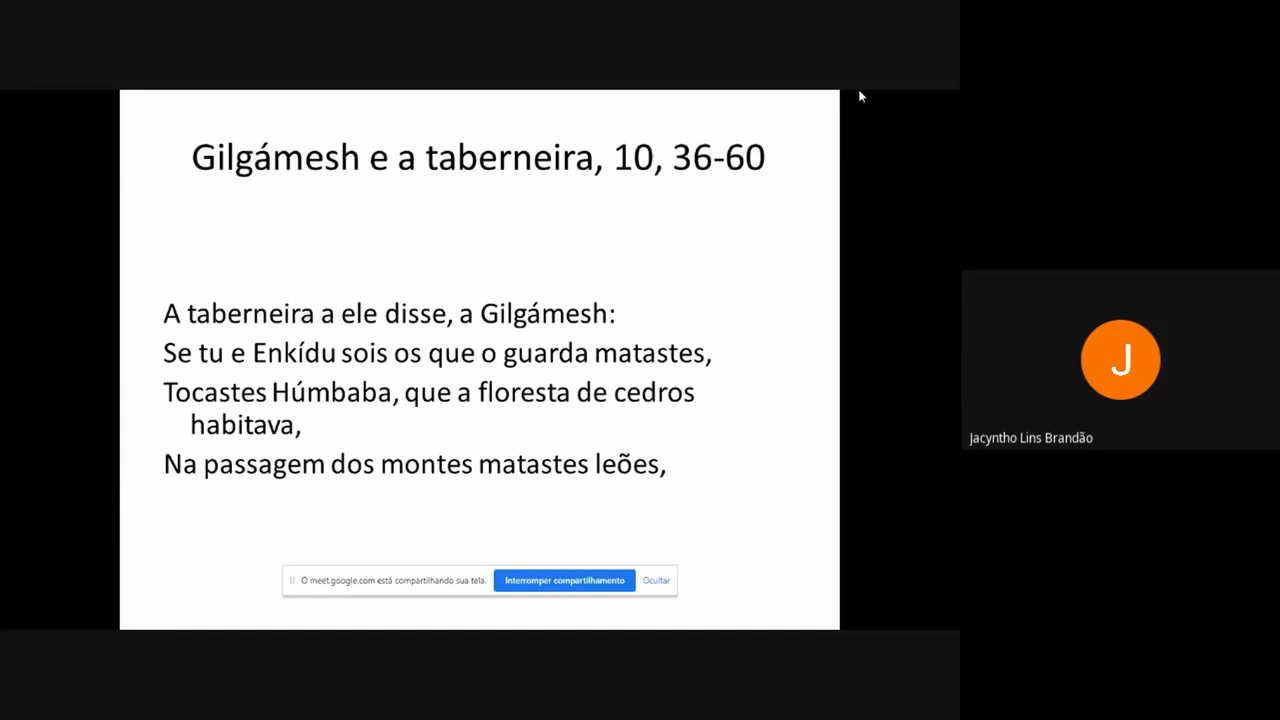 Gilgámesh e a taberneira, 10, 36-60
A taberneira a ele disse, a Gilgámesh:
Se tu e Enkídu sois os que o guarda matastes,
Tocastes Húmbaba, que a floresta de cedros
habitava,
Na passagem dos montes matastes leões,
O meet.google.com está compartilhando sua tela.
Interromper compartilhamento
Ocultar
J
Jacyntho Lins Brandão